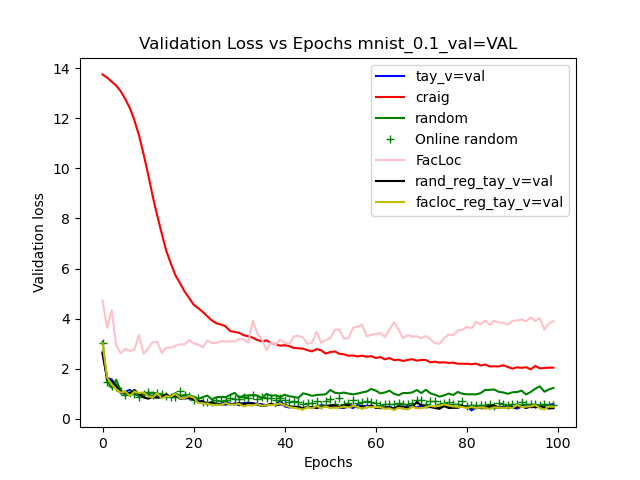 Validation Loss vs Epochs mnist_0.1_val=VAL
14
12
10
8
6
4
2
0
Validation loss
tay_v=val
craig
random
Online random
FacLoc
rand_reg_tay_v=val
facloc_reg_tay_v=val
0 20 40 60 80 100
Epochs